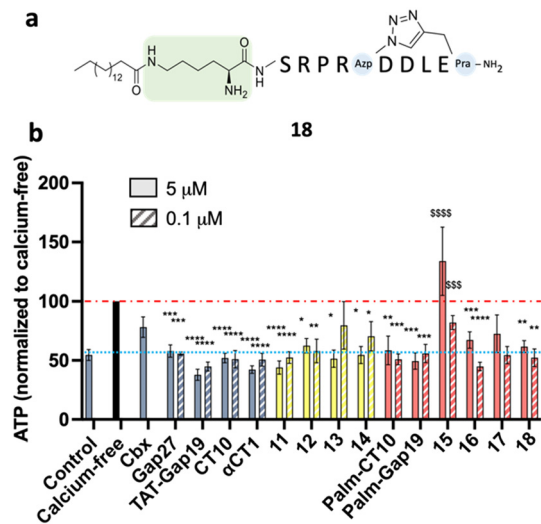 a
N=N
N
H
N
O
12
O
N
H
NH₂
S R P R Azp D D L E Pra -NH₂
18
b
ATP (normalized to calcium-free)
200
150
100
50
0
5 μM
0.1 μM
*** *** **** **** **** **** **** **** **** **** * ** * * * ** *** *** *** $$$$ $$$ *** **** ** **
Control
Calcium-free
Cbx
Gap27
TAT-Gap19
CT10
αCT1
11
12
13
14
Palm-CT10
Palm-Gap19
15
16
17
18